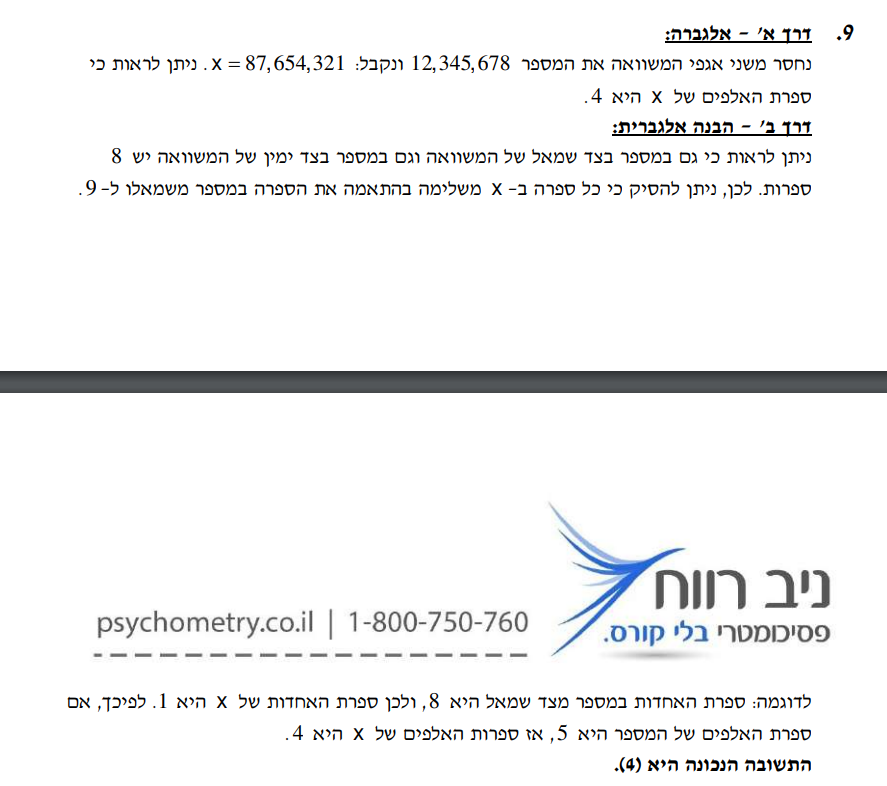 9. דרך א' – אלגברה:
נחסר משני אגפי המשוואה את המספר 12,345,678 ונקבל: x = 87,654,321. ניתן לראות כי
ספרת האלפים של x היא 4.
דרך ב' – הבנה אלגברית:
ניתן לראות כי גם במספר בצד שמאל של המשוואה וגם במספר בצד ימין של המשוואה יש 8
ספרות. לכן, ניתן להסיק כי כל ספרה ב- x משלימה בהתאמה את הספרה במספר משמאלו ל- 9.
ניב רווח
פסיכומטרי בלי קורס.
psychometry.co.il | 1-800-750-760
לדוגמה: ספרת האחדות במספר מצד שמאל היא 8, ולכן ספרת האחדות של x היא 1. לפיכך, אם
ספרת האלפים של המספר היא 5, אז ספרות האלפים של x היא 4.
התשובה הנכונה היא (4).